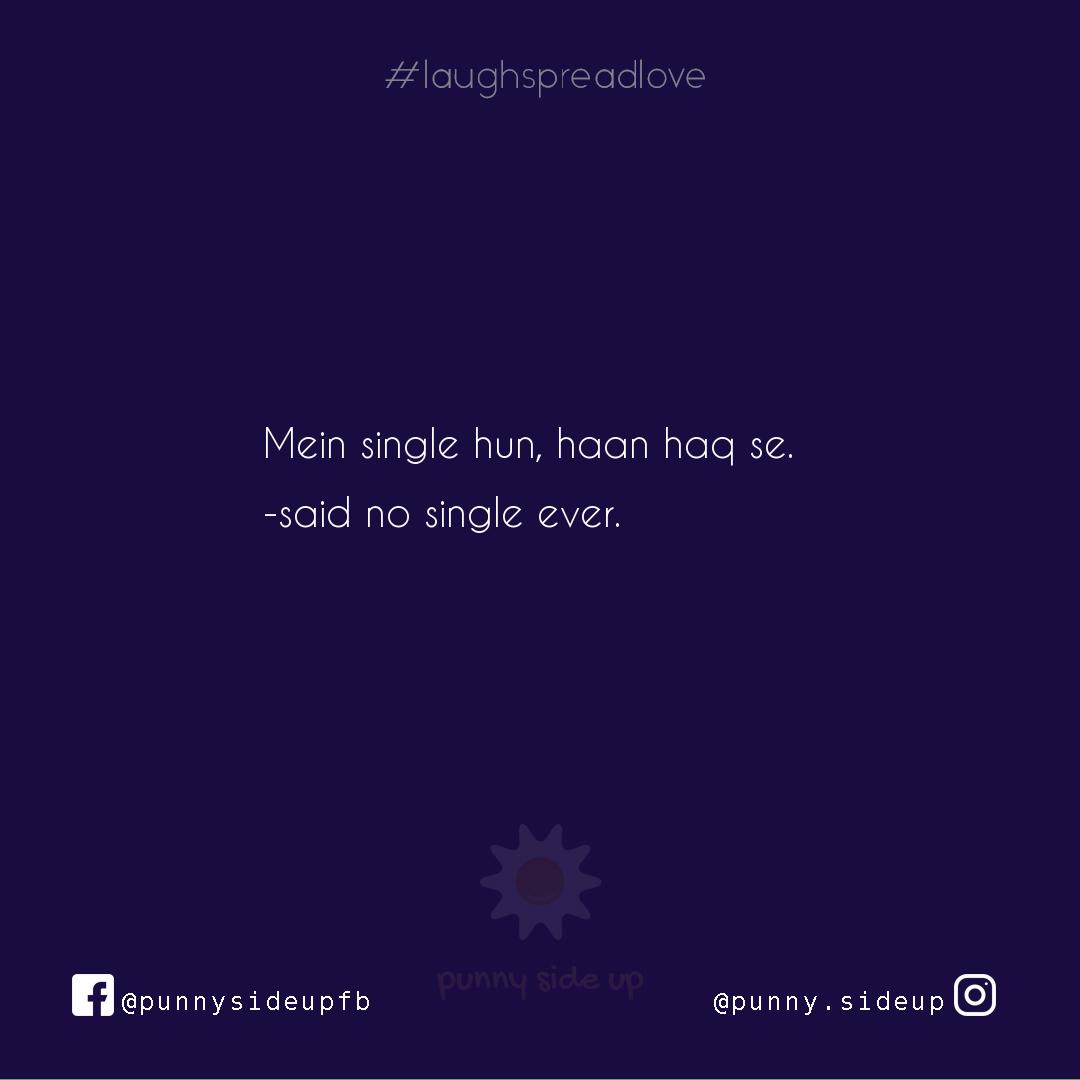 #laughspreadlove
Mein single hun, haan haq se.
-said no single ever.
punny side up
@punnysideupfb
@punny.sideup